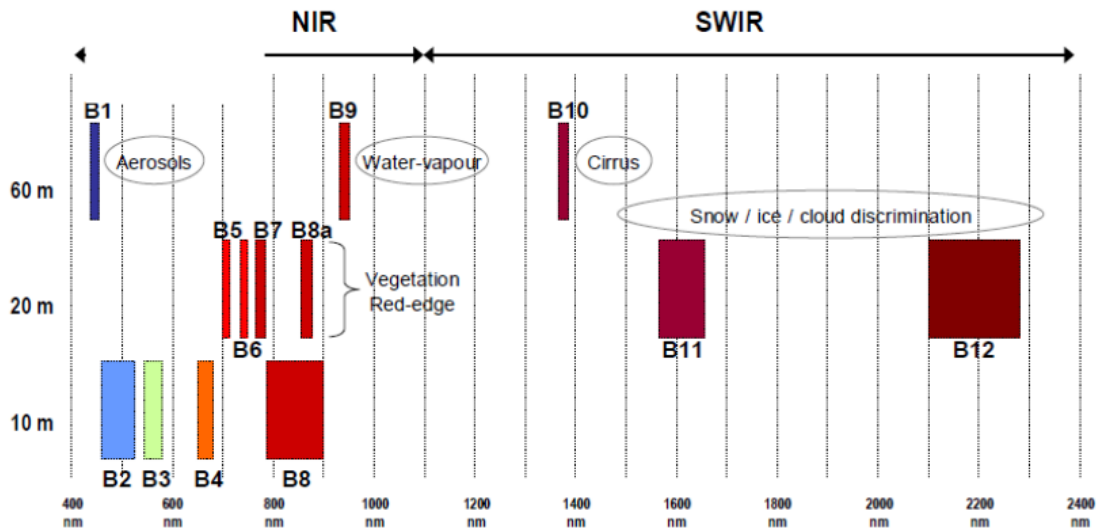 NIR SWIR
B1 B9 B10
Aerosols Water-vapour Cirrus
60 m
Snow / ice / cloud discrimination
B5 B7 B8a
Vegetation
Red-edge
20 m
B6 B11 B12
10 m
B2 B3 B4 B8
400 600 800 1000 1200 1400 1600 1800 2000 2200 2400
nm nm nm nm nm nm nm nm nm nm nm